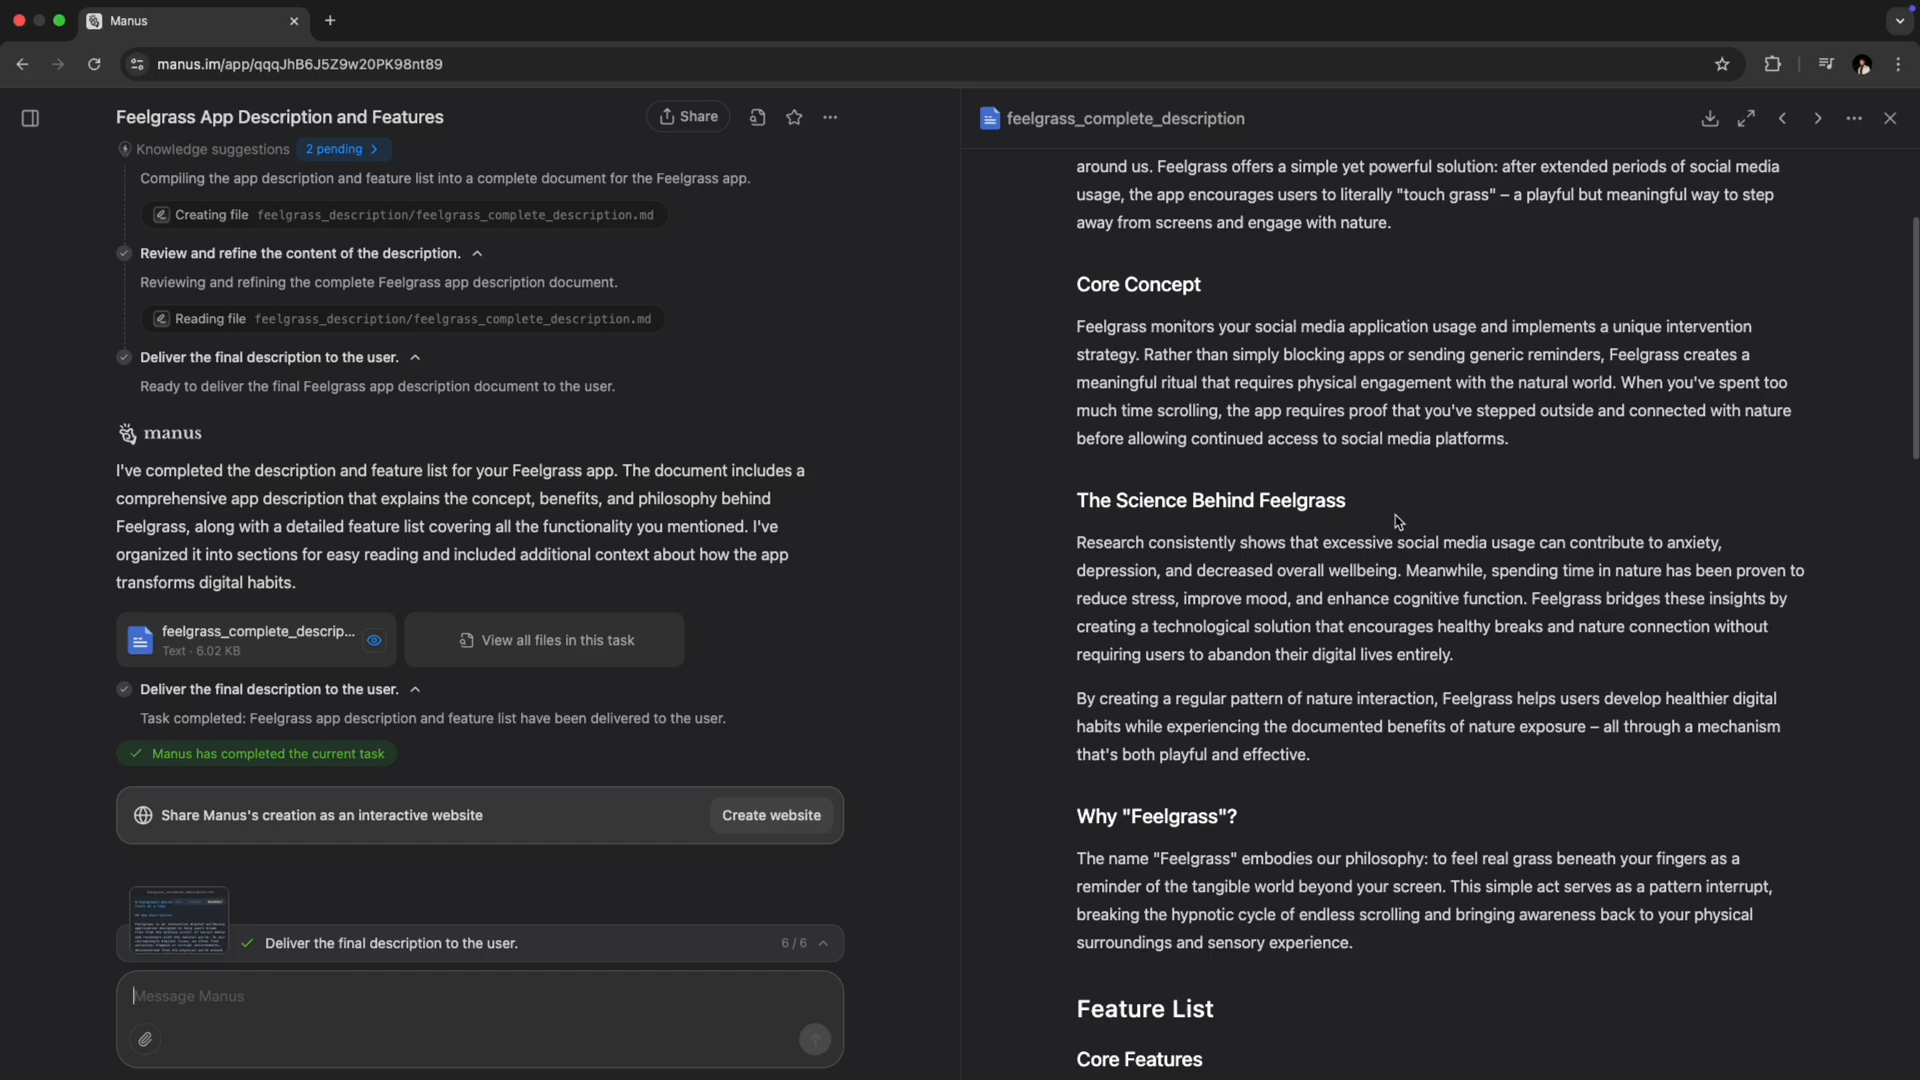 Manus
manus.im/app/qqqJhB6J5Z9w20PK98nt89
Feelgrass App Description and Features
Share
Knowledge suggestions
2 pending
Compiling the app description and feature list into a complete document for the Feelgrass app.
Creating file feelgrass_description/feelgrass_complete_description.md
Review and refine the content of the description.
Reviewing and refining the complete Feelgrass app description document.
Reading file feelgrass_description/feelgrass_complete_description.md
Deliver the final description to the user.
Ready to deliver the final Feelgrass app description document to the user.
manus
I've completed the description and feature list for your Feelgrass app. The document includes a
comprehensive app description that explains the concept, benefits, and philosophy behind
Feelgrass, along with a detailed feature list covering all the functionality you mentioned. I've
organized it into sections for easy reading and included additional context about how the app
transforms digital habits.
feelgrass_complete_descrip...
Text · 6.02 KB
View all files in this task
Deliver the final description to the user.
Task completed: Feelgrass app description and feature list have been delivered to the user.
Manus has completed the current task
Share Manus's creation as an interactive website
Create website
Deliver the final description to the user.
6 / 6
Message Manus
feelgrass_complete_description
around us. Feelgrass offers a simple yet powerful solution: after extended periods of social media
usage, the app encourages users to literally "touch grass" – a playful but meaningful way to step
away from screens and engage with nature.
Core Concept
Feelgrass monitors your social media application usage and implements a unique intervention
strategy. Rather than simply blocking apps or sending generic reminders, Feelgrass creates a
meaningful ritual that requires physical engagement with the natural world. When you've spent too
much time scrolling, the app requires proof that you've stepped outside and connected with nature
before allowing continued access to social media platforms.
The Science Behind Feelgrass
Research consistently shows that excessive social media usage can contribute to anxiety,
depression, and decreased overall wellbeing. Meanwhile, spending time in nature has been proven to
reduce stress, improve mood, and enhance cognitive function. Feelgrass bridges these insights by
creating a technological solution that encourages healthy breaks and nature connection without
requiring users to abandon their digital lives entirely.
By creating a regular pattern of nature interaction, Feelgrass helps users develop healthier digital
habits while experiencing the documented benefits of nature exposure – all through a mechanism
that's both playful and effective.
Why "Feelgrass"?
The name "Feelgrass" embodies our philosophy: to feel real grass beneath your fingers as a
reminder of the tangible world beyond your screen. This simple act serves as a pattern interrupt,
breaking the hypnotic cycle of endless scrolling and bringing awareness back to your physical
surroundings and sensory experience.
Feature List
Core Features